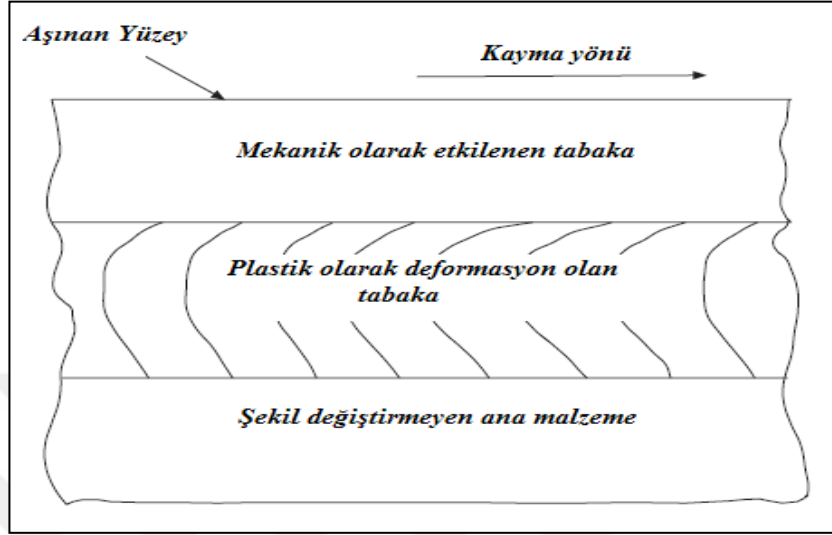 Aşınan Yüzey
Kayma yönü
Mekanik olarak etkilenen tabaka
Plastik olarak deformasyon olan
tabaka
Şekil değiştirmeyen ana malzeme